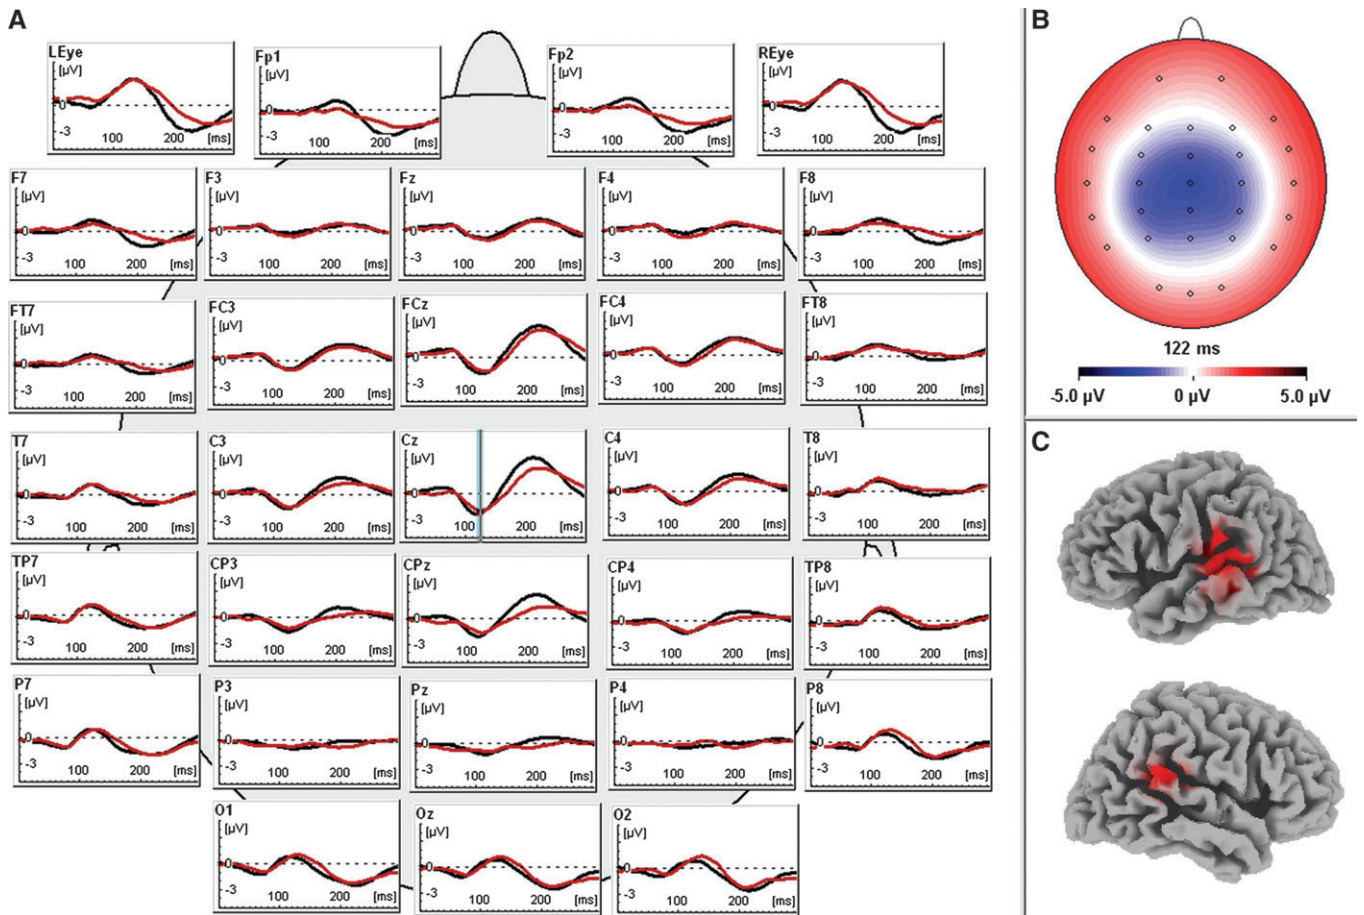 A
LEye
[µV]
0
-3
100
200
[ms]
Fp1
[µV]
0
-3
100
200
[ms]
Fp2
[µV]
0
-3
100
200
[ms]
REye
[µV]
0
-3
100
200
[ms]
F7
[µV]
0
-3
100
200
[ms]
F3
[µV]
0
-3
100
200
[ms]
Fz
[µV]
0
-3
100
200
[ms]
F4
[µV]
0
-3
100
200
[ms]
F8
[µV]
0
-3
100
200
[ms]
FT7
[µV]
0
-3
100
200
[ms]
FC3
[µV]
0
-3
100
200
[ms]
FCz
[µV]
0
-3
100
200
[ms]
FC4
[µV]
0
-3
100
200
[ms]
FT8
[µV]
0
-3
100
200
[ms]
T7
[µV]
0
-3
100
200
[ms]
C3
[µV]
0
-3
100
200
[ms]
Cz
[µV]
0
-3
100
200
[ms]
C4
[µV]
0
-3
100
200
[ms]
T8
[µV]
0
-3
100
200
[ms]
TP7
[µV]
0
-3
100
200
[ms]
CP3
[µV]
0
-3
100
200
[ms]
CPz
[µV]
0
-3
100
200
[ms]
CP4
[µV]
0
-3
100
200
[ms]
TP8
[µV]
0
-3
100
200
[ms]
P7
[µV]
0
-3
100
200
[ms]
P3
[µV]
0
-3
100
200
[ms]
Pz
[µV]
0
-3
100
200
[ms]
P4
[µV]
0
-3
100
200
[ms]
P8
[µV]
0
-3
100
200
[ms]
O1
[µV]
0
-3
100
200
[ms]
Oz
[µV]
0
-3
100
200
[ms]
O2
[µV]
0
-3
100
200
[ms]
B
122 ms
-5.0 µV
0 µV
5.0 µV
C